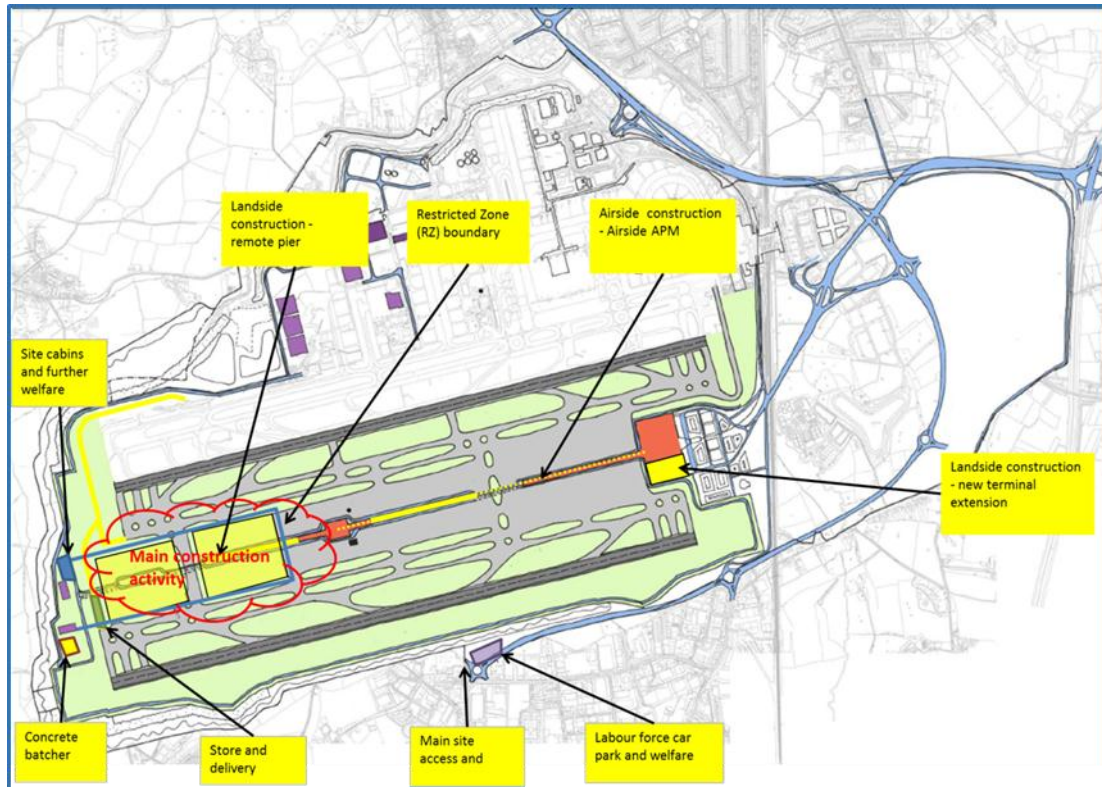 Landside
construction -
remote pier
Restricted Zone
(RZ) boundary
Airside construction
- Airside APM
Site cabins
and further
welfare
Landside construction
- new terminal
extension
Main construction
activity
Concrete
batcher
Store and
delivery
Main site
access and
Labour force car
park and welfare